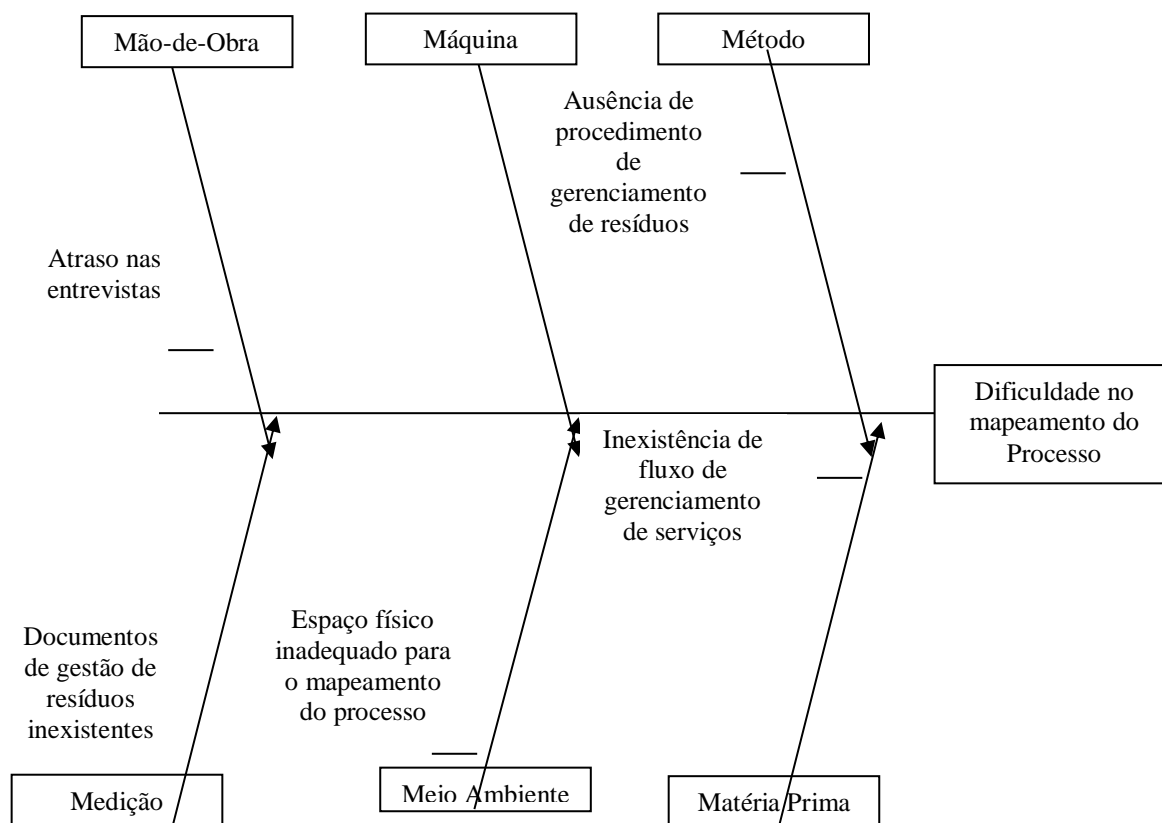 Mão-de-Obra
Máquina
Método
Ausência de
procedimento
de
gerenciamento
de resíduos
Atraso nas
entrevistas
Dificuldade no
mapeamento do
Processo
Inexistência de
fluxo de
gerenciamento
de serviços
Documentos
de gestão de
resíduos
inexistentes
Espaço físico
inadequado para
o mapeamento
do processo
Medição
Meio Ambiente
Matéria Prima